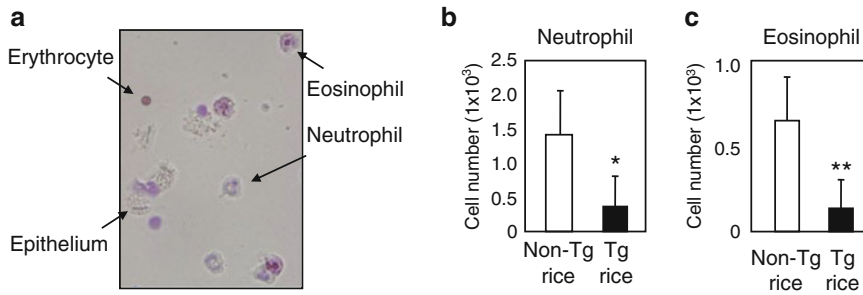 a
Erythrocyte
Eosinophil
Neutrophil
Epithelium
b
Neutrophil
Cell number (1x10³)
2.5
2.0
1.5
1.0
0.5
0
*
Non-Tg rice
Tg rice
c
Eosinophil
Cell number (1x10³)
1.0
0.5
0
**
Non-Tg rice
Tg rice